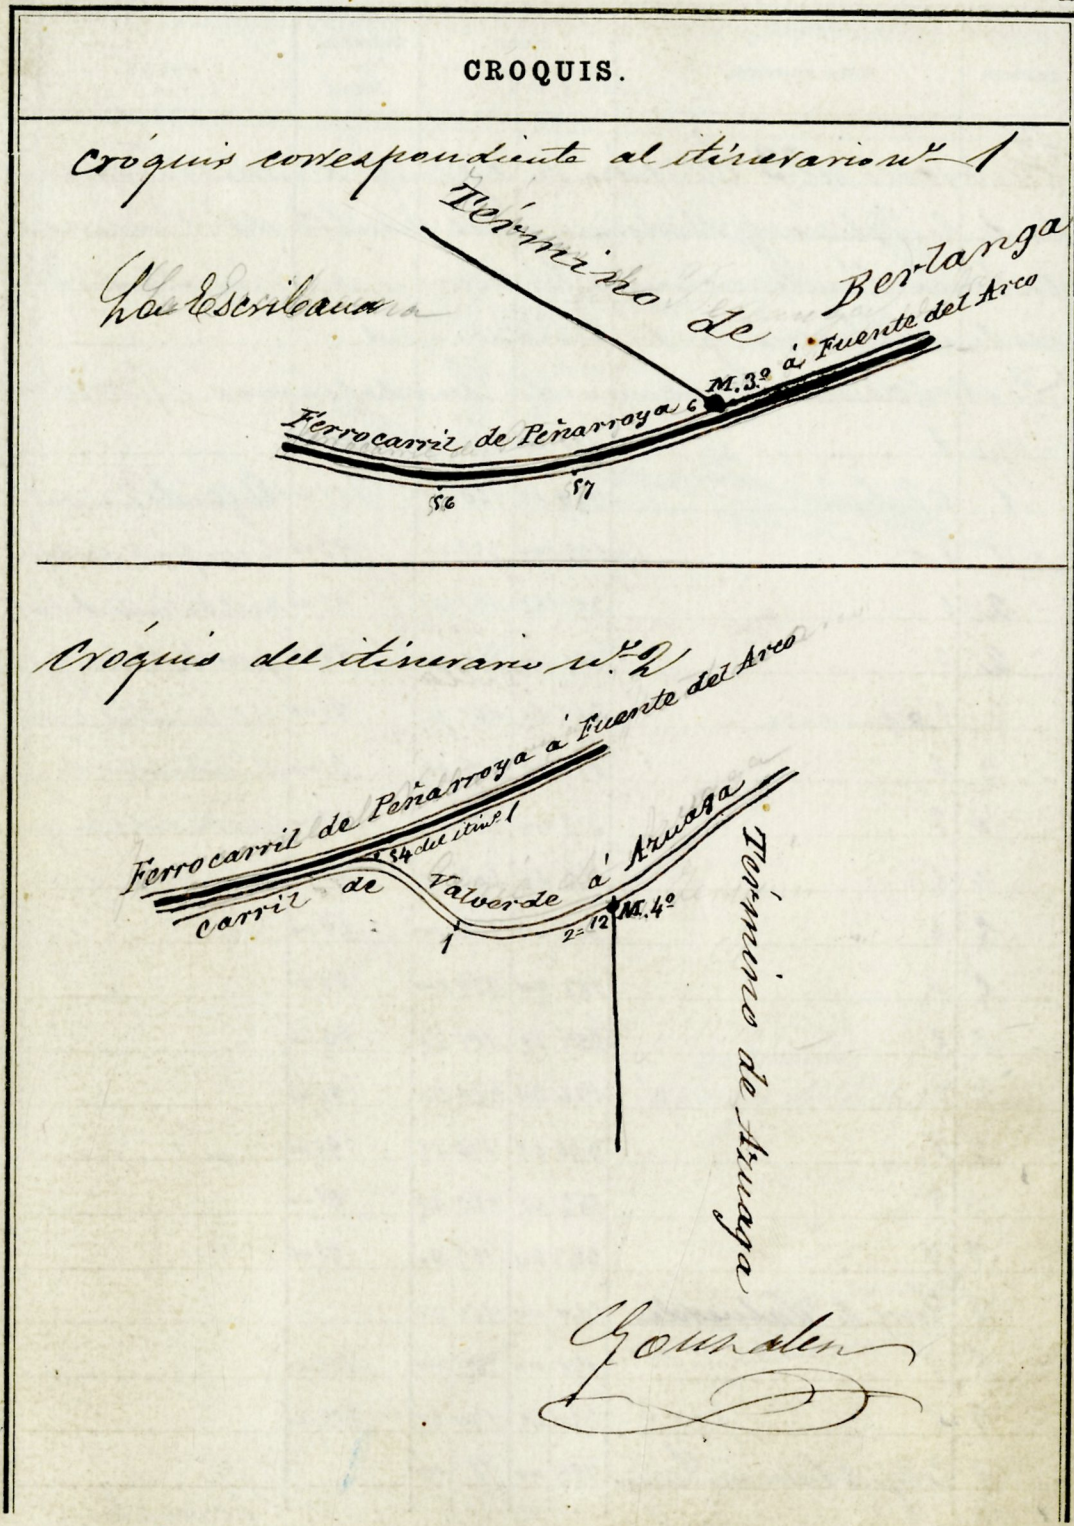 CROQUIS.
Cróquis correspondiente al itinerario nº 1
Término de Berlanga
La Escribana
Ferrocarril de Peñarroya á Fuente del Arco
6 M. 3º
56
57
Cróquis del itinerario nº 2
Ferrocarril de Peñarroya á Fuente del Arco
54 del itinº 1
carril de Valverde á Azuaga
1
2=12 M. 4º
Término de Azuaga